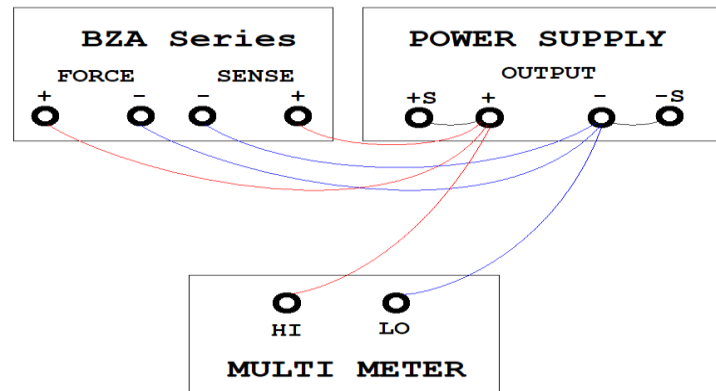 BZA Series
FORCE SENSE
+ - - +
POWER SUPPLY
OUTPUT
+S + - -S
HI LO
MULTI METER